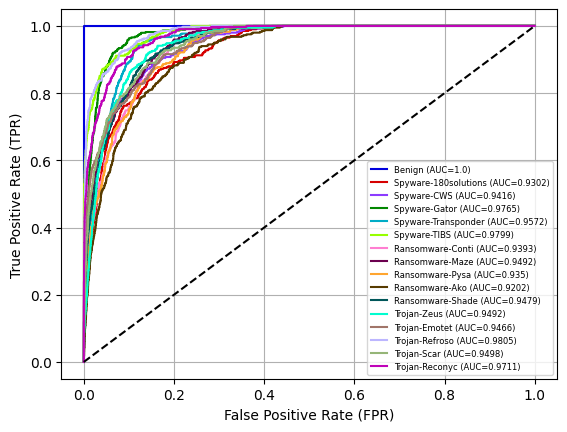 1.0
0.8
0.6
0.4
0.2
0.0
True Positive Rate (TPR)
Benign (AUC=1.0)
Spyware-180solutions (AUC=0.9302)
Spyware-CWS (AUC=0.9416)
Spyware-Gator (AUC=0.9765)
Spyware-Transponder (AUC=0.9572)
Spyware-TIBS (AUC=0.9799)
Ransomware-Conti (AUC=0.9393)
Ransomware-Maze (AUC=0.9492)
Ransomware-Pysa (AUC=0.935)
Ransomware-Ako (AUC=0.9202)
Ransomware-Shade (AUC=0.9479)
Trojan-Zeus (AUC=0.9492)
Trojan-Emotet (AUC=0.9466)
Trojan-Refroso (AUC=0.9805)
Trojan-Scar (AUC=0.9498)
Trojan-Reconyc (AUC=0.9711)
0.0 0.2 0.4 0.6 0.8 1.0
False Positive Rate (FPR)